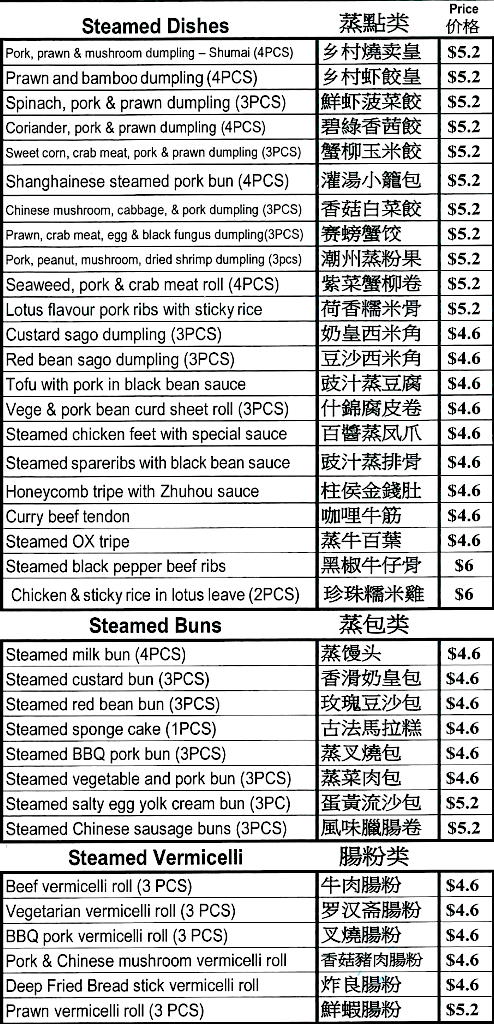 Steamed Dishes 蒸點类 Price 价格
Pork, prawn & mushroom dumpling – Shumai (4PCS) 乡村燒卖皇 $5.2
Prawn and bamboo dumpling (4PCS) 乡村虾餃皇 $5.2
Spinach, pork & prawn dumpling (3PCS) 鮮虾菠菜餃 $5.2
Coriander, pork & prawn dumpling (4PCS) 碧綠香茜餃 $5.2
Sweet corn, crab meat, pork & prawn dumpling (3PCS) 蟹柳玉米餃 $5.2
Shanghainese steamed pork bun (4PCS) 灌湯小籠包 $5.2
Chinese mushroom, cabbage, & pork dumpling (3PCS) 香菇白菜餃 $5.2
Prawn, crab meat, egg & black fungus dumpling(3PCS) 赛螃蟹饺 $5.2
Pork, peanut, mushroom, dried shrimp dumpling (3pcs) 潮州蒸粉果 $5.2
Seaweed, pork & crab meat roll (4PCS) 紫菜蟹柳卷 $5.2
Lotus flavour pork ribs with sticky rice 荷香糯米骨 $5.2
Custard sago dumpling (3PCS) 奶皇西米角 $4.6
Red bean sago dumpling (3PCS) 豆沙西米角 $4.6
Tofu with pork in black bean sauce 豉汁蒸豆腐 $4.6
Vege & pork bean curd sheet roll (3PCS) 什錦腐皮卷 $4.6
Steamed chicken feet with special sauce 百醬蒸凤爪 $4.6
Steamed spareribs with black bean sauce 豉汁蒸排骨 $4.6
Honeycomb tripe with Zhuhou sauce 柱侯金錢肚 $4.6
Curry beef tendon 咖哩牛筋 $4.6
Steamed OX tripe 蒸牛百葉 $4.6
Steamed black pepper beef ribs 黑椒牛仔骨 $6
Chicken & sticky rice in lotus leave (2PCS) 珍珠糯米雞 $6
Steamed Buns 蒸包类
Steamed milk bun (4PCS) 蒸馒头 $4.6
Steamed custard bun (3PCS) 香滑奶皇包 $4.6
Steamed red bean bun (3PCS) 玫瑰豆沙包 $4.6
Steamed sponge cake (1PCS) 古法馬拉糕 $4.6
Steamed BBQ pork bun (3PCS) 蒸叉燒包 $4.6
Steamed vegetable and pork bun (3PCS) 蒸菜肉包 $4.6
Steamed salty egg yolk cream bun (3PC) 蛋黃流沙包 $5.2
Steamed Chinese sausage buns (3PCS) 風味臘腸卷 $5.2
Steamed Vermicelli 腸粉类
Beef vermicelli roll (3 PCS) 牛肉腸粉 $4.6
Vegetarian vermicelli roll (3 PCS) 罗汉斋腸粉 $4.6
BBQ pork vermicelli roll (3 PCS) 叉燒腸粉 $4.6
Pork & Chinese mushroom vermicelli roll 香菇豬肉腸粉 $4.6
Deep Fried Bread stick vermicelli roll 炸良腸粉 $4.6
Prawn vermicelli roll (3 PCS) 鮮蝦腸粉 $5.2